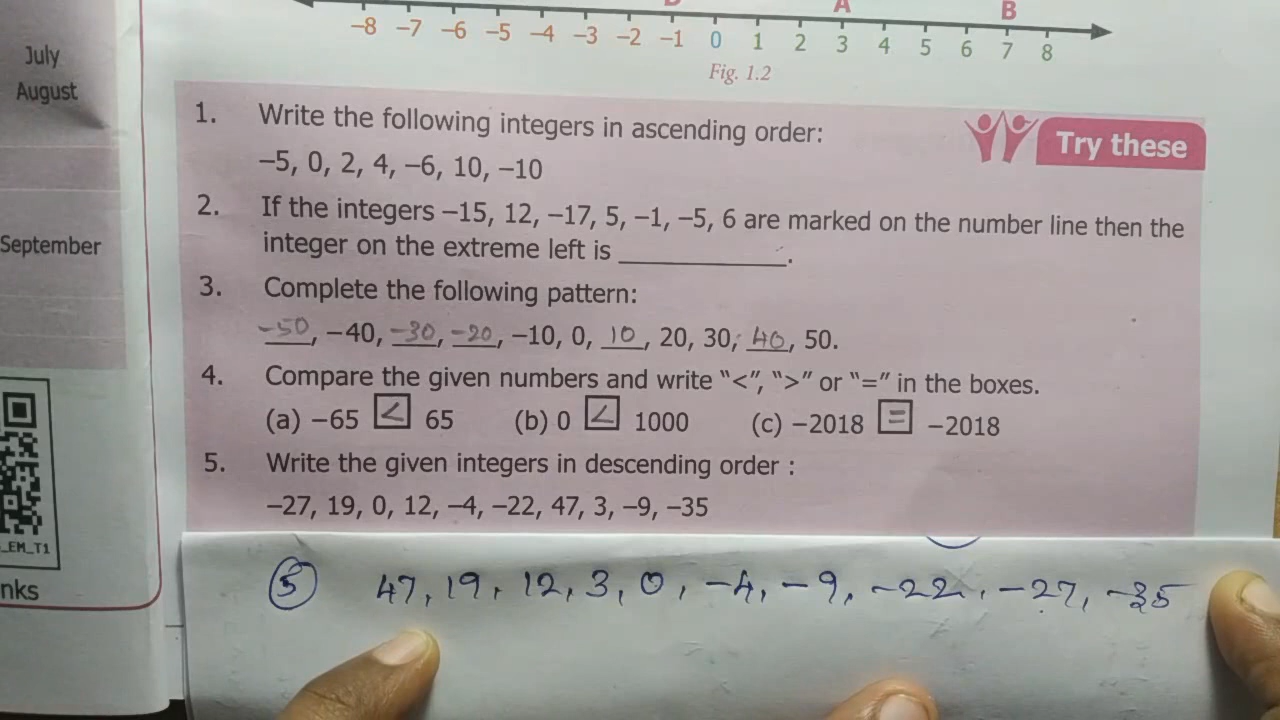 D A B
–8 –7 –6 –5 –4 –3 –2 –1 0 1 2 3 4 5 6 7 8
Fig. 1.2
July
August
September
_EM_T1
nks
Try these
1. Write the following integers in ascending order:
–5, 0, 2, 4, –6, 10, –10
2. If the integers –15, 12, –17, 5, –1, –5, 6 are marked on the number line then the
integer on the extreme left is ____________.
3. Complete the following pattern:
-50, –40, -30, -20, –10, 0, 10, 20, 30, 40, 50.
4. Compare the given numbers and write “<”, “>” or “=” in the boxes.
(a) –65 < 65 (b) 0 < 1000 (c) –2018 = –2018
5. Write the given integers in descending order :
–27, 19, 0, 12, –4, –22, 47, 3, –9, –35
5 47, 19, 12, 3, 0, -4, -9, -22, -27, -35